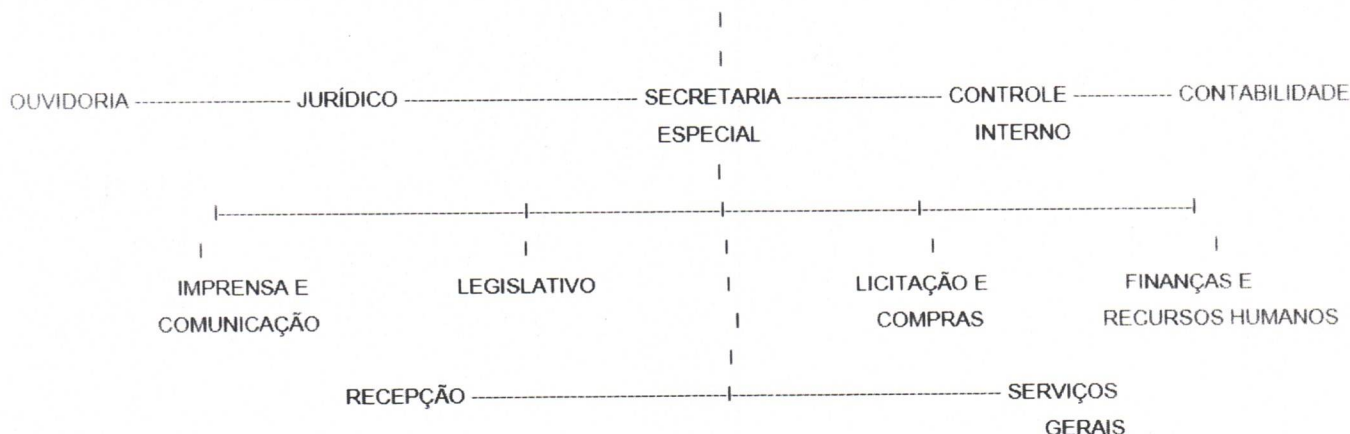 OUVIDORIA JURÍDICO SECRETARIA CONTROLE CONTABILIDADE
ESPECIAL INTERNO
IMPRENSA E LEGISLATIVO LICITAÇÃO E FINANÇAS E
COMUNICAÇÃO COMPRAS RECURSOS HUMANOS
RECEPÇÃO SERVIÇOS
GERAIS